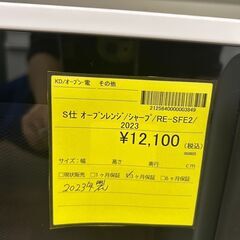 KD/オーブン・電　その他
2125840000003849
S仕 オーブンレンジ/シャープ/RE-SFE2/
2023
¥12,100(税込)
サイズ：幅　高さ　奥行　cm
□現状販売 □1ヶ月保証 ☑3ヶ月保証 □6ヶ月保証
2023年製